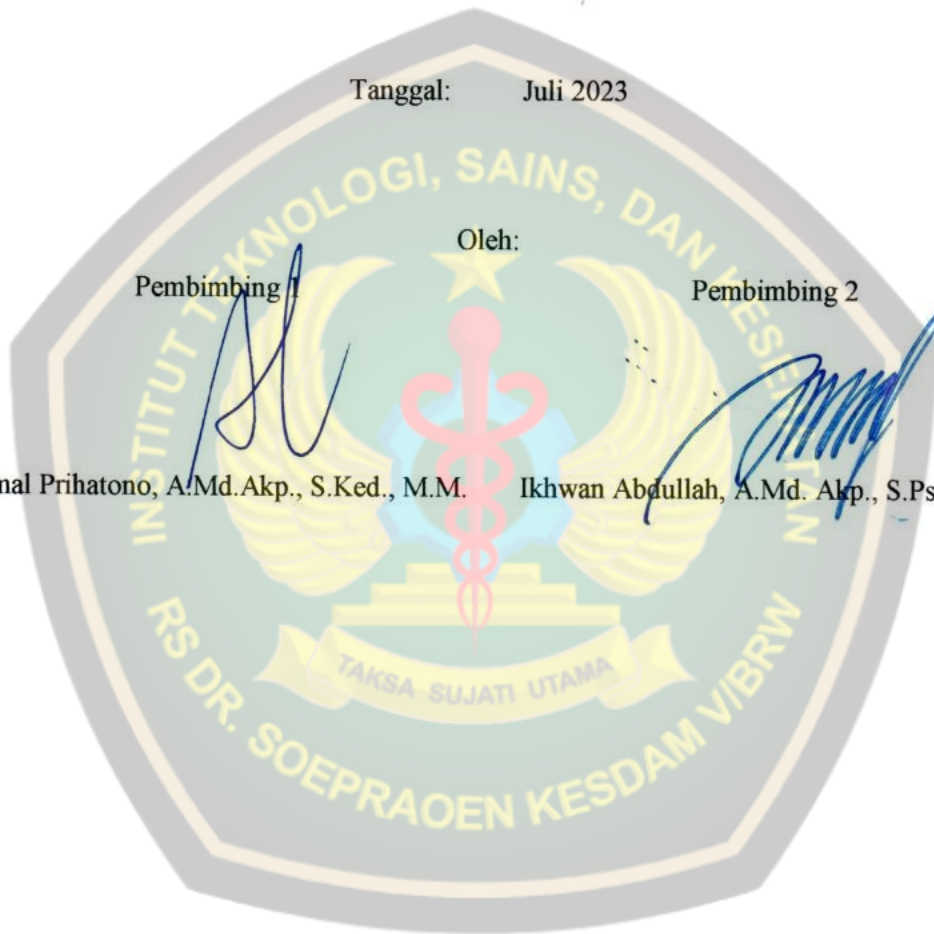 Tanggal: Juli 2023
INSTITUT TEKNOLOGI, SAINS, DAN KESEHATAN
Oleh:
Pembimbing 1 Pembimbing 2
Prihatono, A.Md.Akp., S.Ked., M.M. Ikhwan Abdullah, A.Md. Akp., S.Ps
TAKSA SUJATI UTAMA
RS DR. SOEPRAOEN KESDAM V/BRW